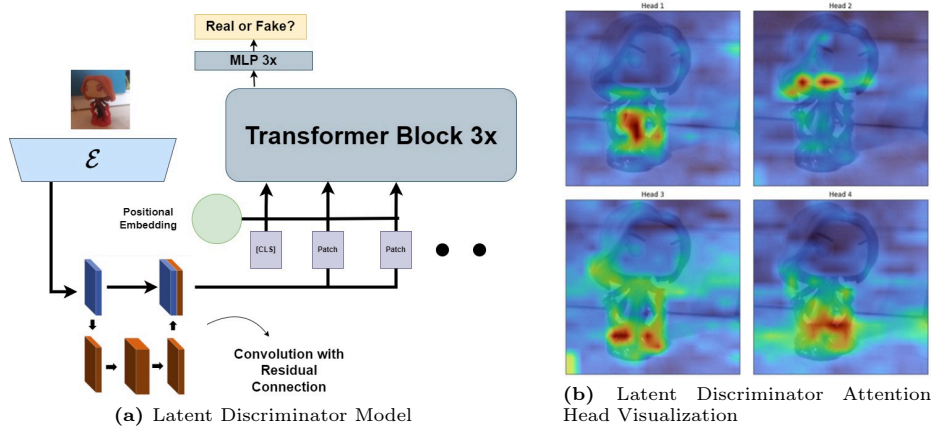 Real or Fake?
MLP 3x
Transformer Block 3x
ℰ
Positional
Embedding
[CLS]
Patch
Patch
Convolution with
Residual
Connection
(a) Latent Discriminator Model
Head 1
Head 2
Head 3
Head 4
(b) Latent Discriminator Attention
Head Visualization